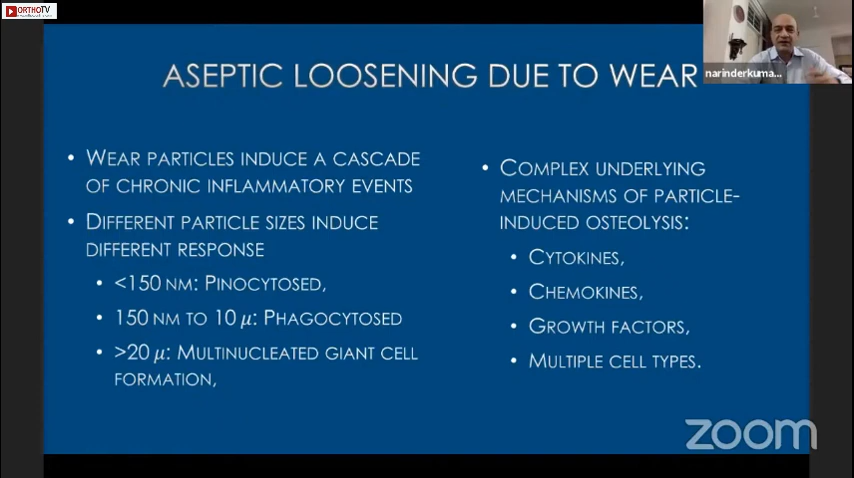 ORTHOTV
narinderkuma...
ASEPTIC LOOSENING DUE TO WEAR
• WEAR PARTICLES INDUCE A CASCADE
OF CHRONIC INFLAMMATORY EVENTS
• DIFFERENT PARTICLE SIZES INDUCE
DIFFERENT RESPONSE
• <150 NM: PINOCYTOSED,
• 150 NM TO 10 μ: PHAGOCYTOSED
• >20 μ: MULTINUCLEATED GIANT CELL
FORMATION,
• COMPLEX UNDERLYING
MECHANISMS OF PARTICLE-
INDUCED OSTEOLYSIS:
• CYTOKINES,
• CHEMOKINES,
• GROWTH FACTORS,
• MULTIPLE CELL TYPES.
zoom